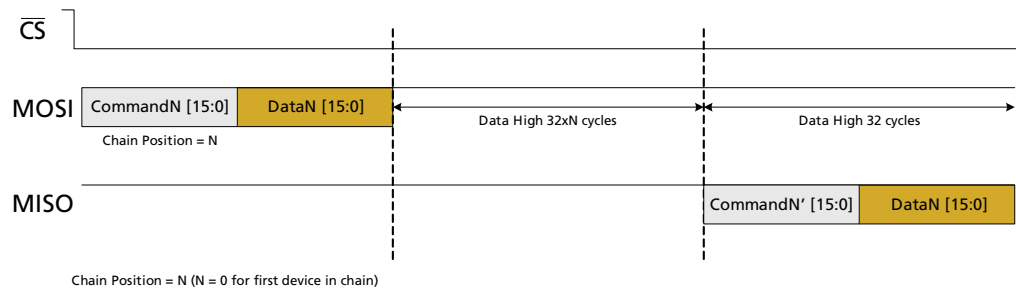 CS
MOSI CommandN [15:0] DataN [15:0] Data High 32xN cycles Data High 32 cycles
Chain Position = N
MISO CommandN’ [15:0] DataN [15:0]
Chain Position = N (N = 0 for first device in chain)